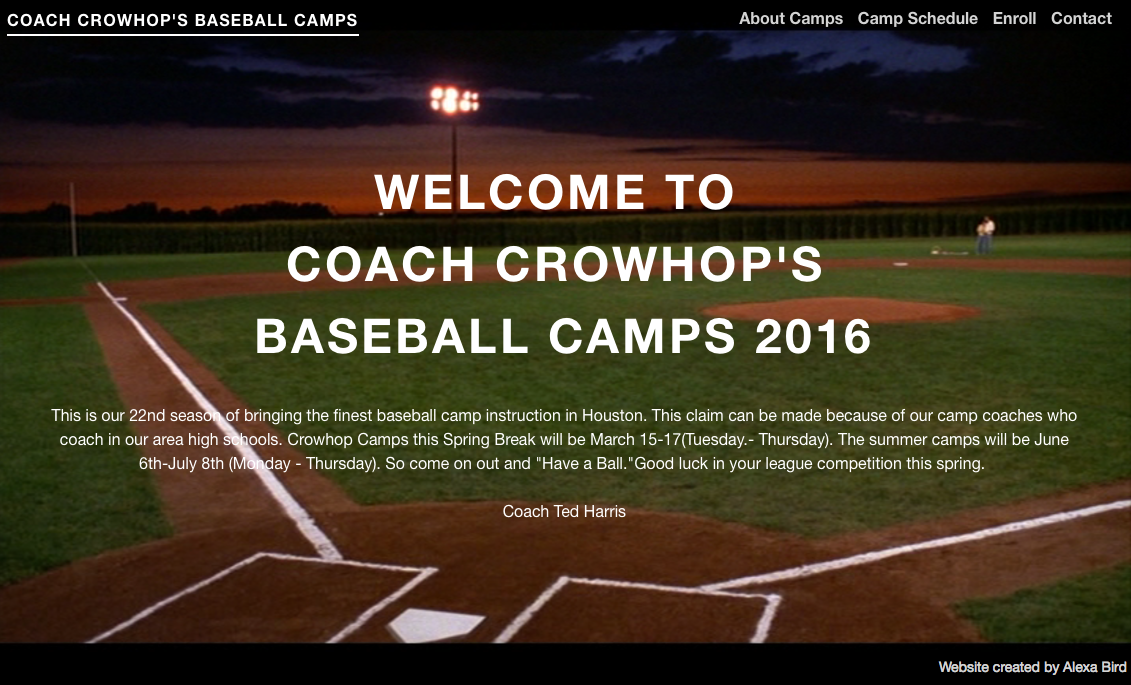 COACH CROWHOP'S BASEBALL CAMPS
About Camps Camp Schedule Enroll Contact
WELCOME TO
COACH CROWHOP'S
BASEBALL CAMPS 2016
This is our 22nd season of bringing the finest baseball camp instruction in Houston. This claim can be made because of our camp coaches who
coach in our area high schools. Crowhop Camps this Spring Break will be March 15-17(Tuesday.- Thursday). The summer camps will be June
6th-July 8th (Monday - Thursday). So come on out and "Have a Ball."Good luck in your league competition this spring.
Coach Ted Harris
Website created by Alexa Bird